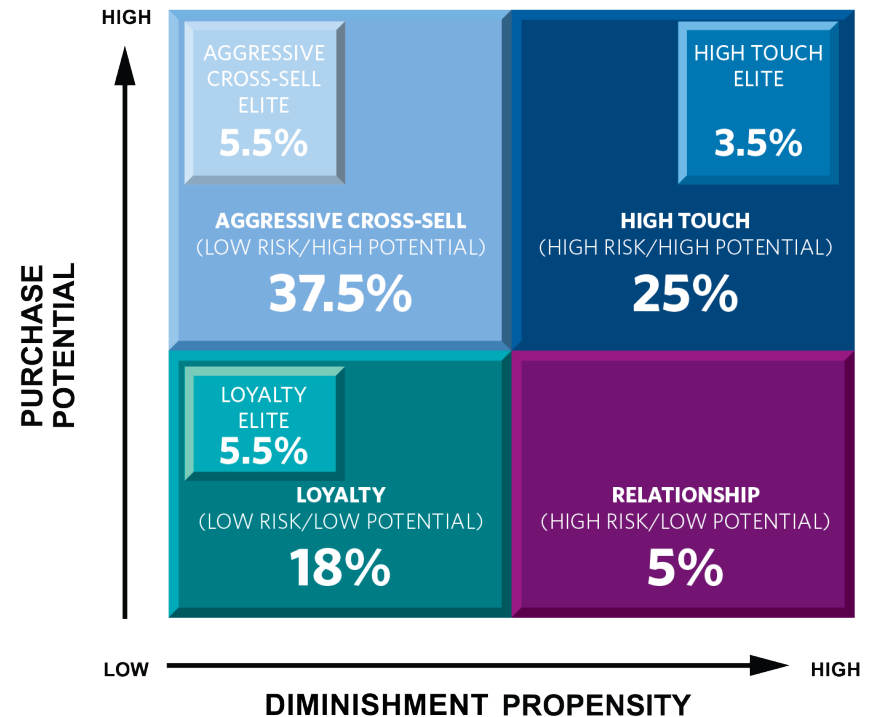 HIGH
AGGRESSIVE
CROSS-SELL
ELITE
5.5%
HIGH TOUCH
ELITE
3.5%
AGGRESSIVE CROSS-SELL
(LOW RISK/HIGH POTENTIAL)
37.5%
HIGH TOUCH
(HIGH RISK/HIGH POTENTIAL)
25%
PURCHASE
POTENTIAL
LOYALTY
ELITE
5.5%
LOYALTY
(LOW RISK/LOW POTENTIAL)
18%
RELATIONSHIP
(HIGH RISK/LOW POTENTIAL)
5%
LOW
HIGH
DIMINISHMENT PROPENSITY